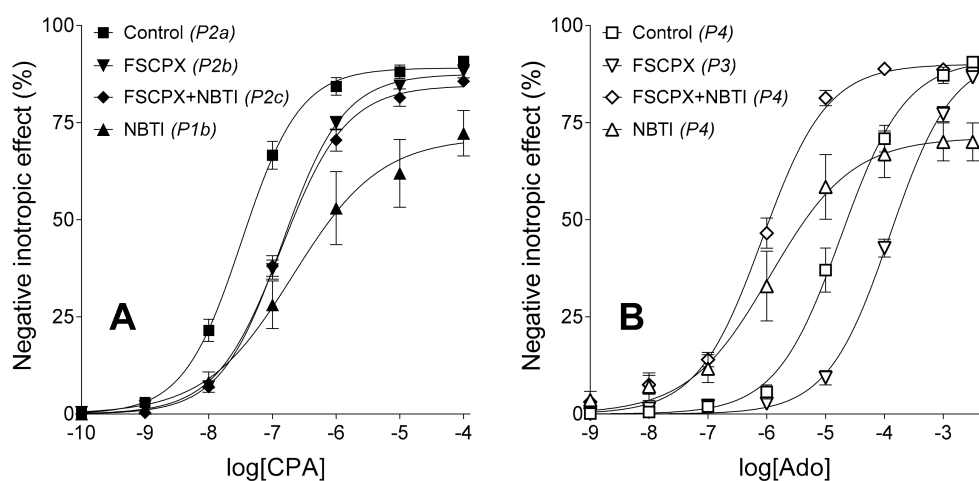 Negative inotropic effect (%)
100
75
50
25
0
Control (P2a)
FSCPX (P2b)
FSCPX+NBTI (P2c)
NBTI (P1b)
A
-10 -9 -8 -7 -6 -5 -4
log[CPA]
Negative inotropic effect (%)
100
75
50
25
0
Control (P4)
FSCPX (P3)
FSCPX+NBTI (P4)
NBTI (P4)
B
-9 -8 -7 -6 -5 -4 -3
log[Ado]